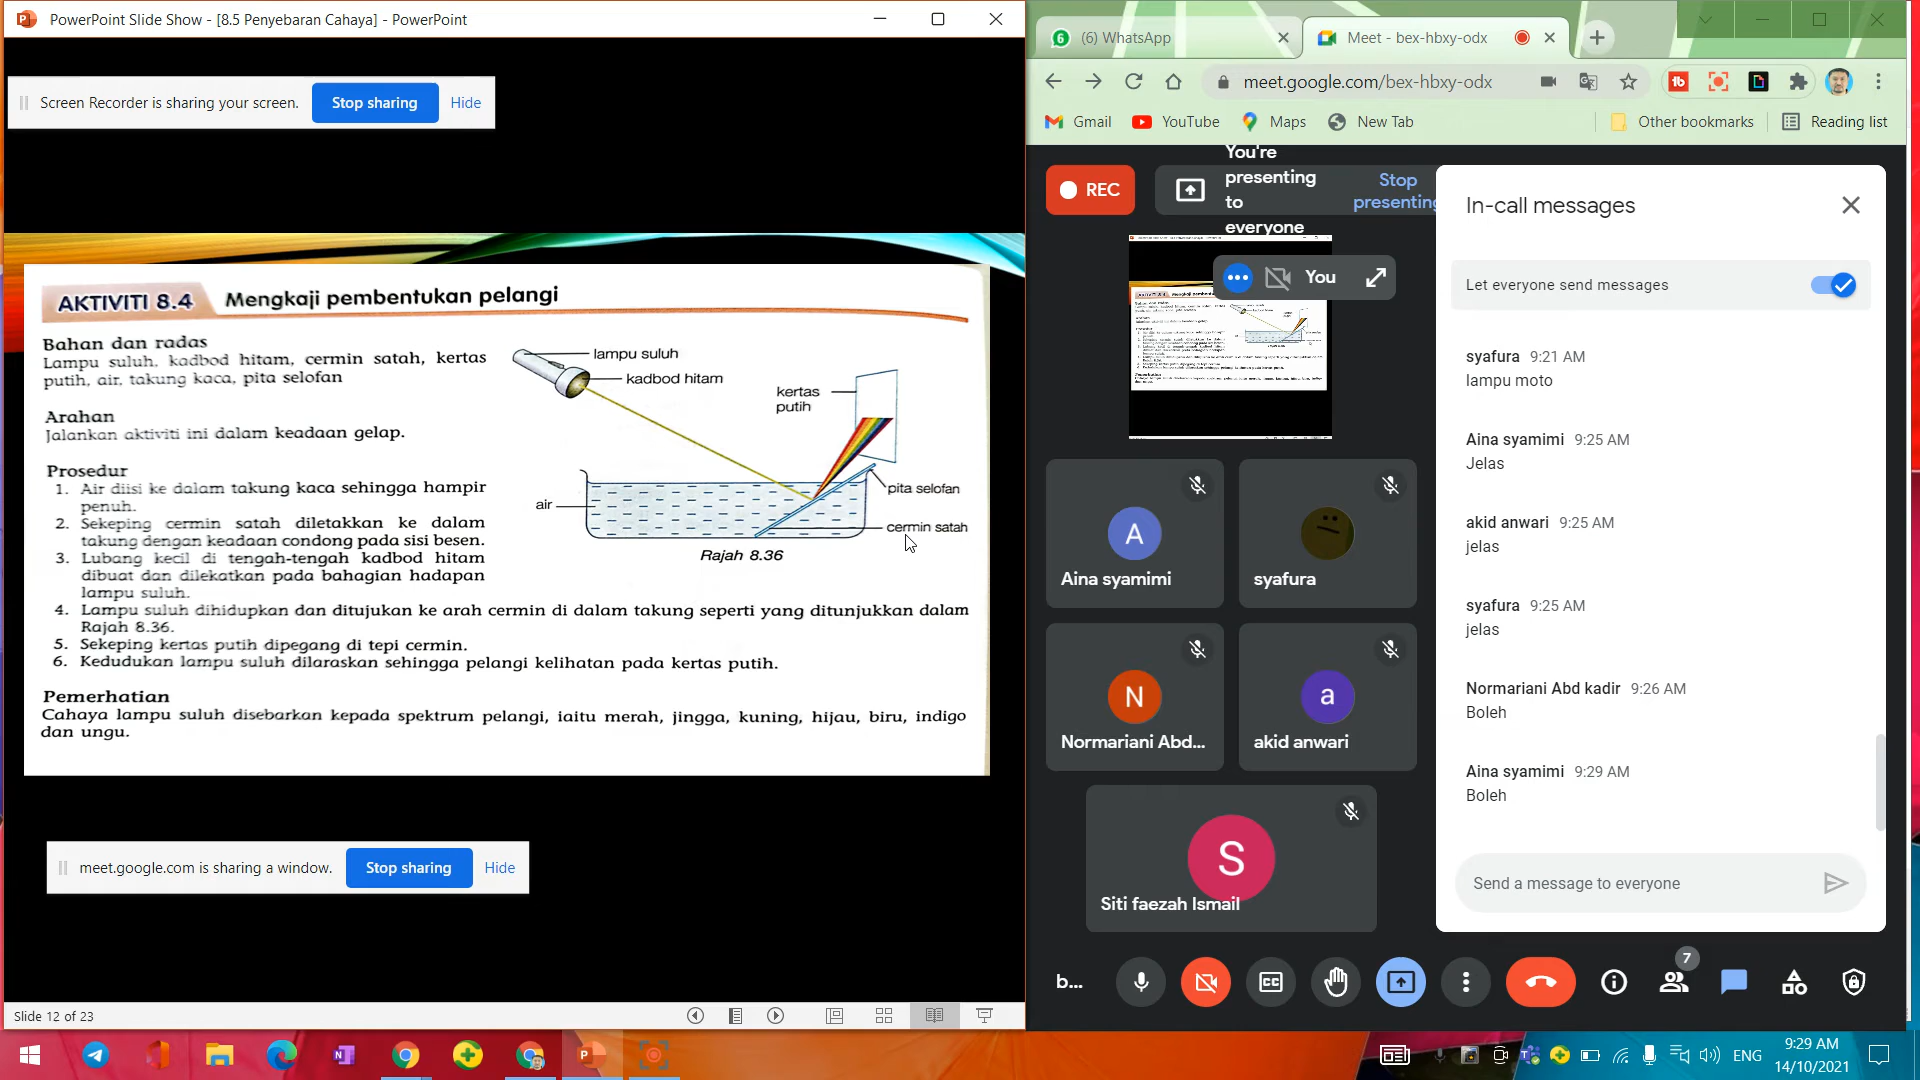 PowerPoint Slide Show - [8.5 Penyebaran Cahaya] - PowerPoint
Screen Recorder is sharing your screen.
Stop sharing
Hide
AKTIVITI 8.4
Mengkaji pembentukan pelangi
Bahan dan radas
Lampu suluh, kadbod hitam, cermin satah, kertas
putih, air, takung kaca, pita selofan
Arahan
Jalankan aktiviti ini dalam keadaan gelap.
Prosedur
1. Air diisi ke dalam takung kaca sehingga hampir
penuh.
2. Sekeping cermin satah diletakkan ke dalam
takung dengan keadaan condong pada sisi besen.
3. Lubang kecil di tengah-tengah kadbod hitam
dibuat dan dilekatkan pada bahagian hadapan
lampu suluh.
4. Lampu suluh dihidupkan dan ditujukan ke arah cermin di dalam takung seperti yang ditunjukkan dalam
Rajah 8.36.
5. Sekeping kertas putih dipegang di tepi cermin.
6. Kedudukan lampu suluh dilaraskan sehingga pelangi kelihatan pada kertas putih.
Pemerhatian
Cahaya lampu suluh disebarkan kepada spektrum pelangi, iaitu merah, jingga, kuning, hijau, biru, indigo
dan ungu.
lampu suluh
kadbod hitam
kertas
putih
air
pita selofan
cermin satah
Rajah 8.36
meet.google.com is sharing a window.
Stop sharing
Hide
Slide 12 of 23
6
(6) WhatsApp
Meet - bex-hbxy-odx
meet.google.com/bex-hbxy-odx
Gmail
YouTube
Maps
New Tab
Other bookmarks
Reading list
REC
You're
presenting
to
everyone
Stop
presenting
You
A
Aina syamimi
syafura
N
Normariani Abd...
a
akid anwari
S
Siti faezah Ismail
In-call messages
Let everyone send messages
syafura 9:21 AM
lampu moto
Aina syamimi 9:25 AM
Jelas
akid anwari 9:25 AM
jelas
syafura 9:25 AM
jelas
Normariani Abd kadir 9:26 AM
Boleh
Aina syamimi 9:29 AM
Boleh
Send a message to everyone
b...
CC
7
ENG
9:29 AM
14/10/2021